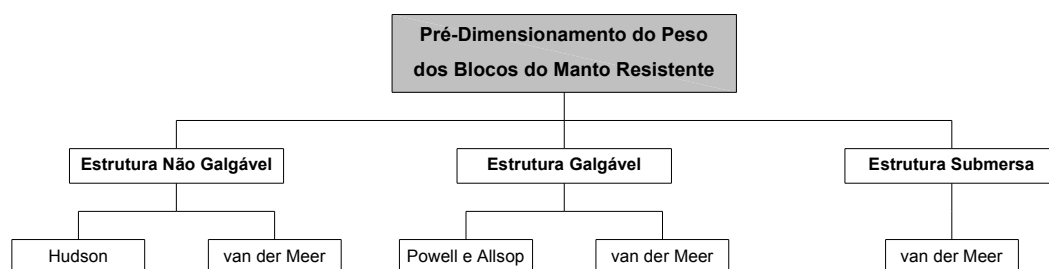 Pré-Dimensionamento do Peso
dos Blocos do Manto Resistente
Estrutura Não Galgável
Estrutura Galgável
Estrutura Submersa
Hudson
van der Meer
Powell e Allsop
van der Meer
van der Meer